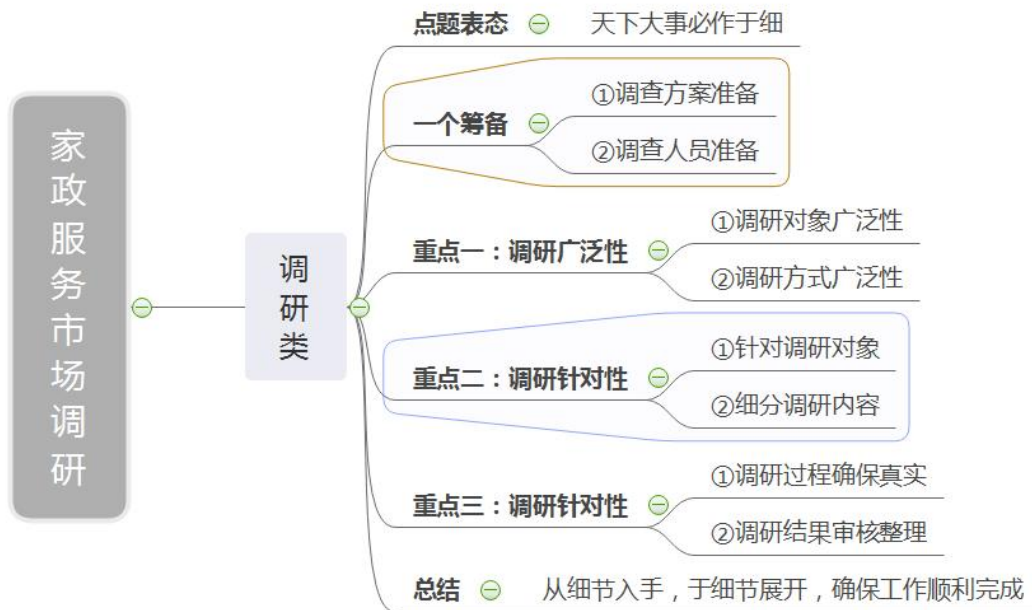 家政服务市场调研
调研类
点题表态
天下大事必作于细
一个筹备
①调查方案准备
②调查人员准备
重点一：调研广泛性
①调研对象广泛性
②调研方式广泛性
重点二：调研针对性
①针对调研对象
②细分调研内容
重点三：调研针对性
①调研过程确保真实
②调研结果审核整理
总结
从细节入手，于细节展开，确保工作顺利完成